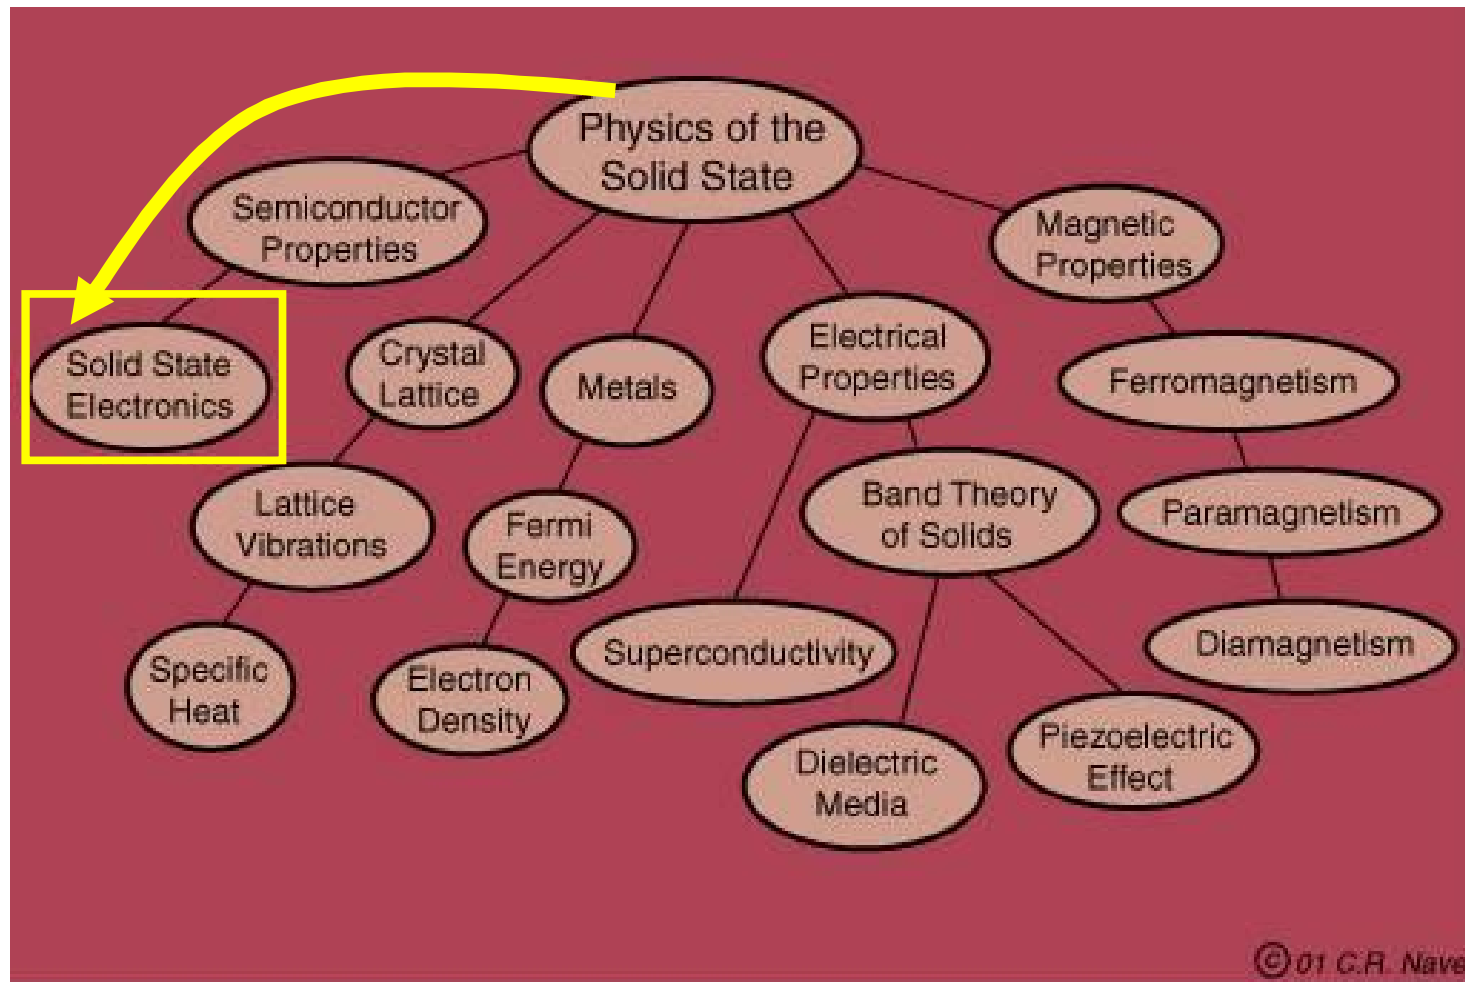 Physics of the
Solid State
Semiconductor
Properties
Magnetic
Properties
Solid State
Electronics
Crystal
Lattice
Metals
Electrical
Properties
Ferromagnetism
Lattice
Vibrations
Fermi
Energy
Band Theory
of Solids
Paramagnetism
Specific
Heat
Electron
Density
Superconductivity
Diamagnetism
Dielectric
Media
Piezoelectric
Effect
© 01 C.R. Nave